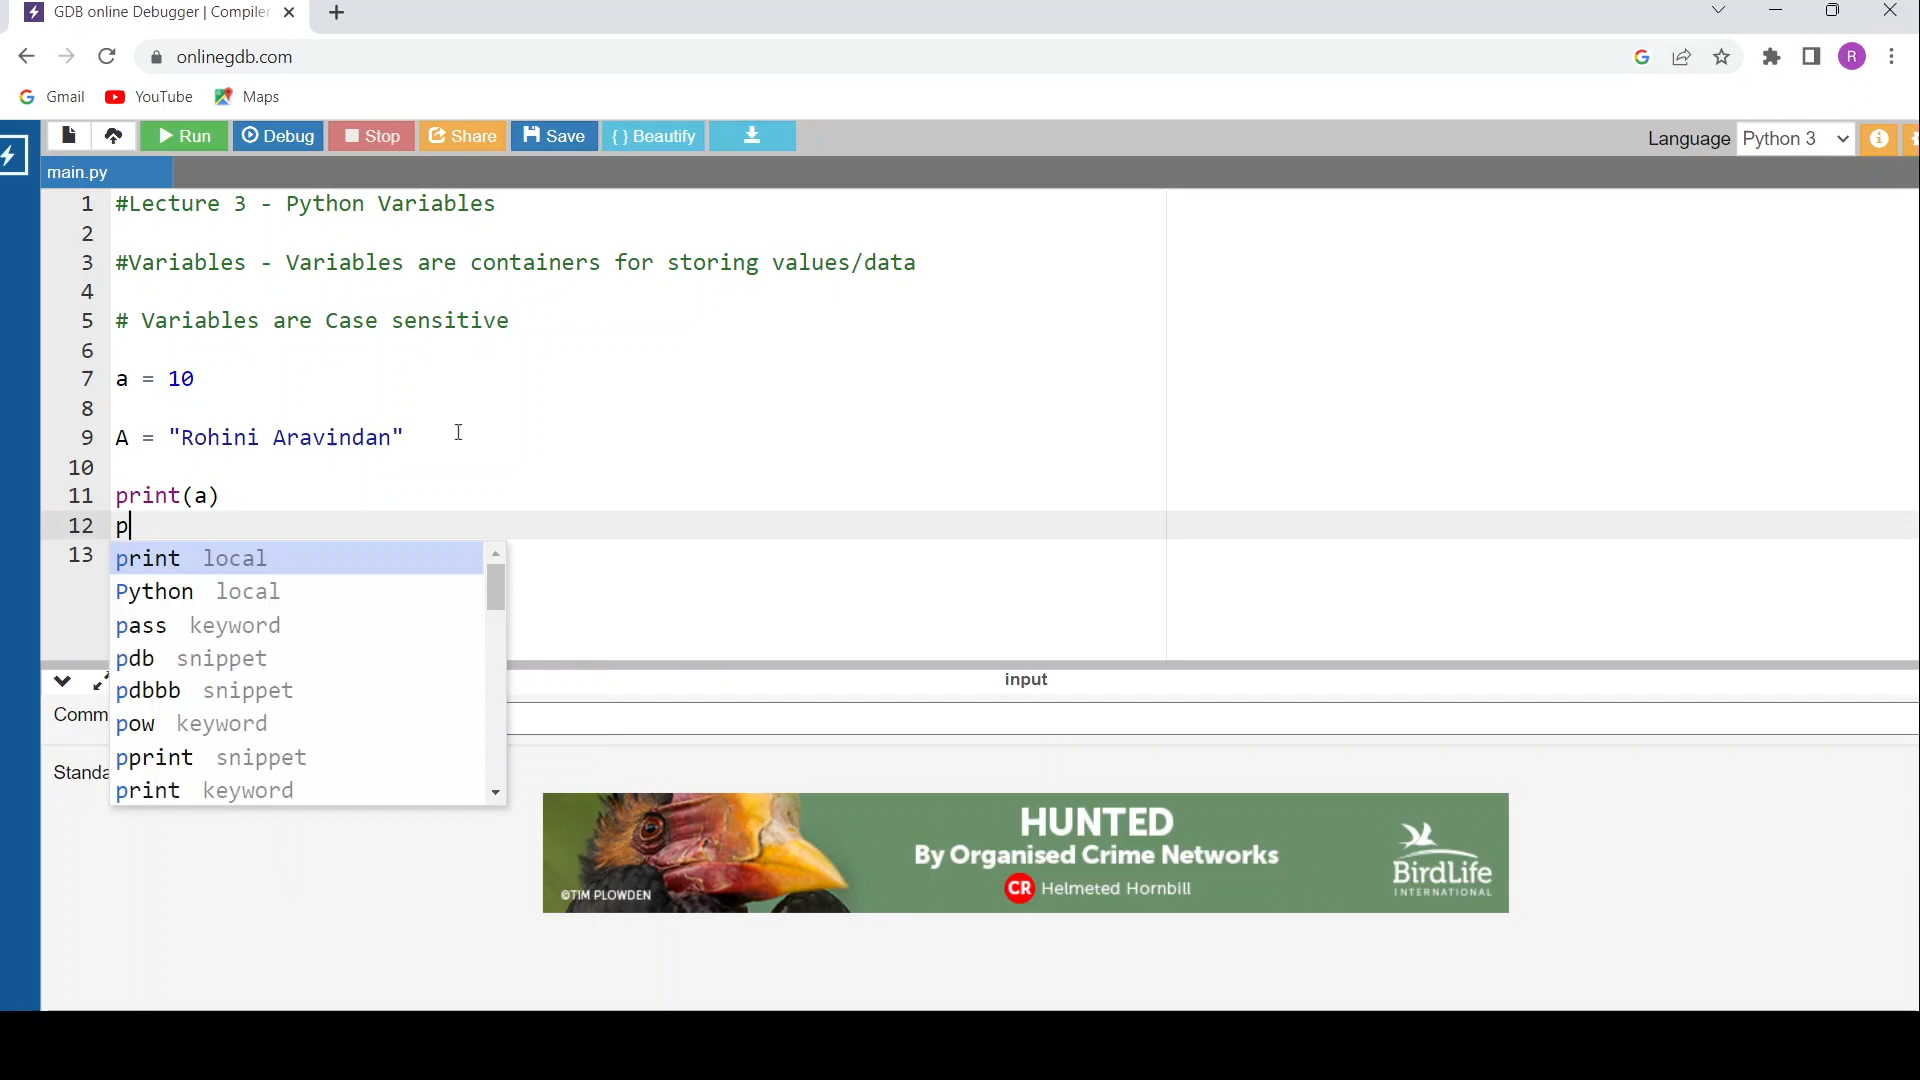 GDB online Debugger | Compiler
onlinegdb.com
R
Gmail YouTube Maps
Run Debug Stop Share Save { } Beautify Language Python 3
main.py
1 #Lecture 3 - Python Variables
2
3 #Variables - Variables are containers for storing values/data
4
5 # Variables are Case sensitive
6
7 a = 10
8
9 A = "Rohini Aravindan"
10
11 print(a)
12 p
13
print local
Python local
pass keyword
pdb snippet
pdbbb snippet
pow keyword
pprint snippet
print keyword
input
Comm
Standa
HUNTED
By Organised Crime Networks
CR Helmeted Hornbill
©TIM PLOWDEN
BirdLife
INTERNATIONAL